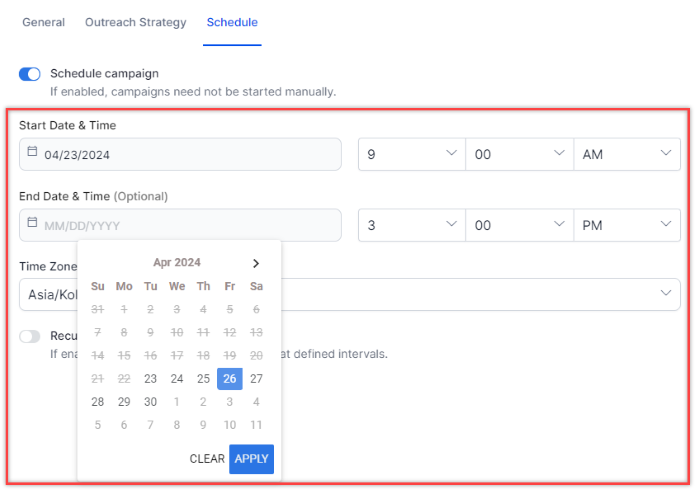 General Outreach Strategy Schedule
Schedule campaign
If enabled, campaigns need not be started manually.
Start Date & Time
04/23/2024 9 00 AM
End Date & Time (Optional)
MM/DD/YYYY 3 00 PM
Apr 2024
Time Zone
Su Mo Tu We Th Fr Sa
Asia/Kol
31 1 2 3 4 5 6
Recu
7 8 9 10 11 12 13
If ena at defined intervals.
14 15 16 17 18 19 20
21 22 23 24 25 26 27
28 29 30 1 2 3 4
5 6 7 8 9 10 11
CLEAR APPLY